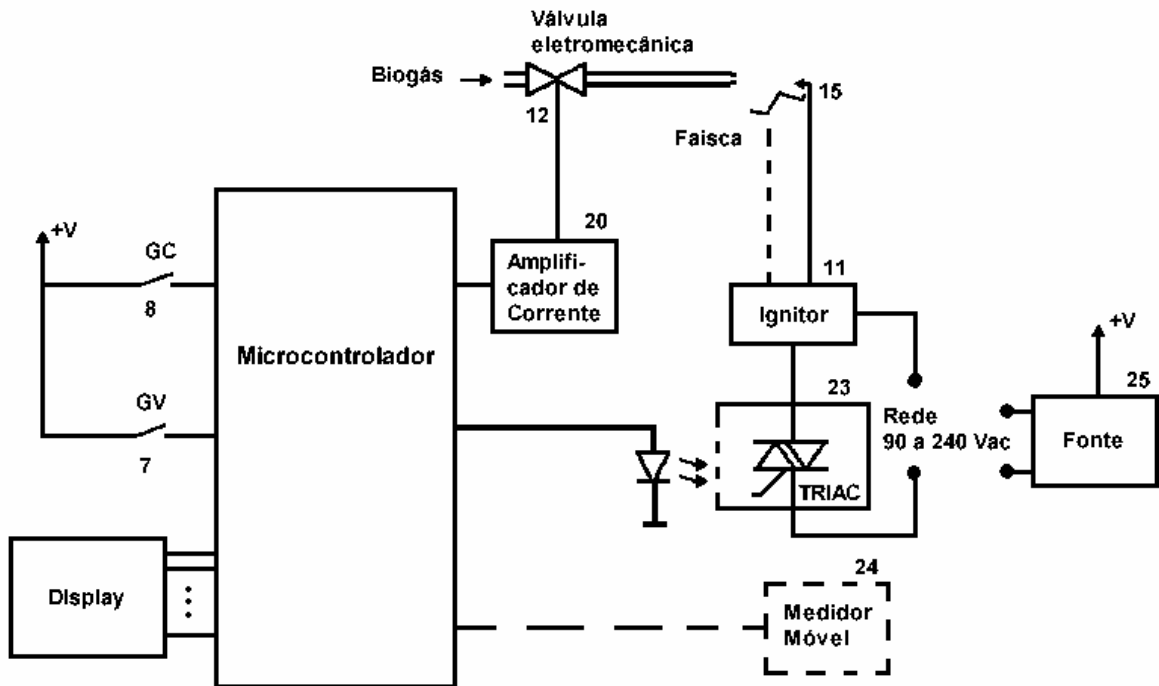 Válvula
eletromecânica
Biogás
12
15
Faisca
20
Amplifi-
cador de
Corrente
11
Ignitor
+V
GC
8
Microcontrolador
GV
7
23
TRIAC
Rede
90 a 240 Vac
+V
25
Fonte
Display
24
Medidor
Móvel